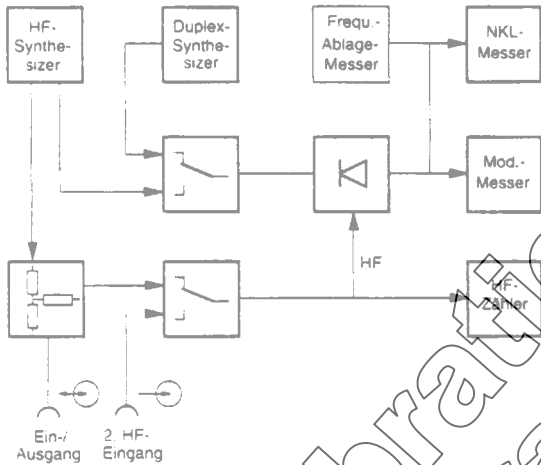 HF-
Synthe-
sizer
Duplex-
Synthe-
sizer
Frequ.-
Ablage-
Messer
NKL-
Messer
Mod.-
Messer
HF
HF-
Zähler
Ein-/
Ausgang
2. HF-
Eingang